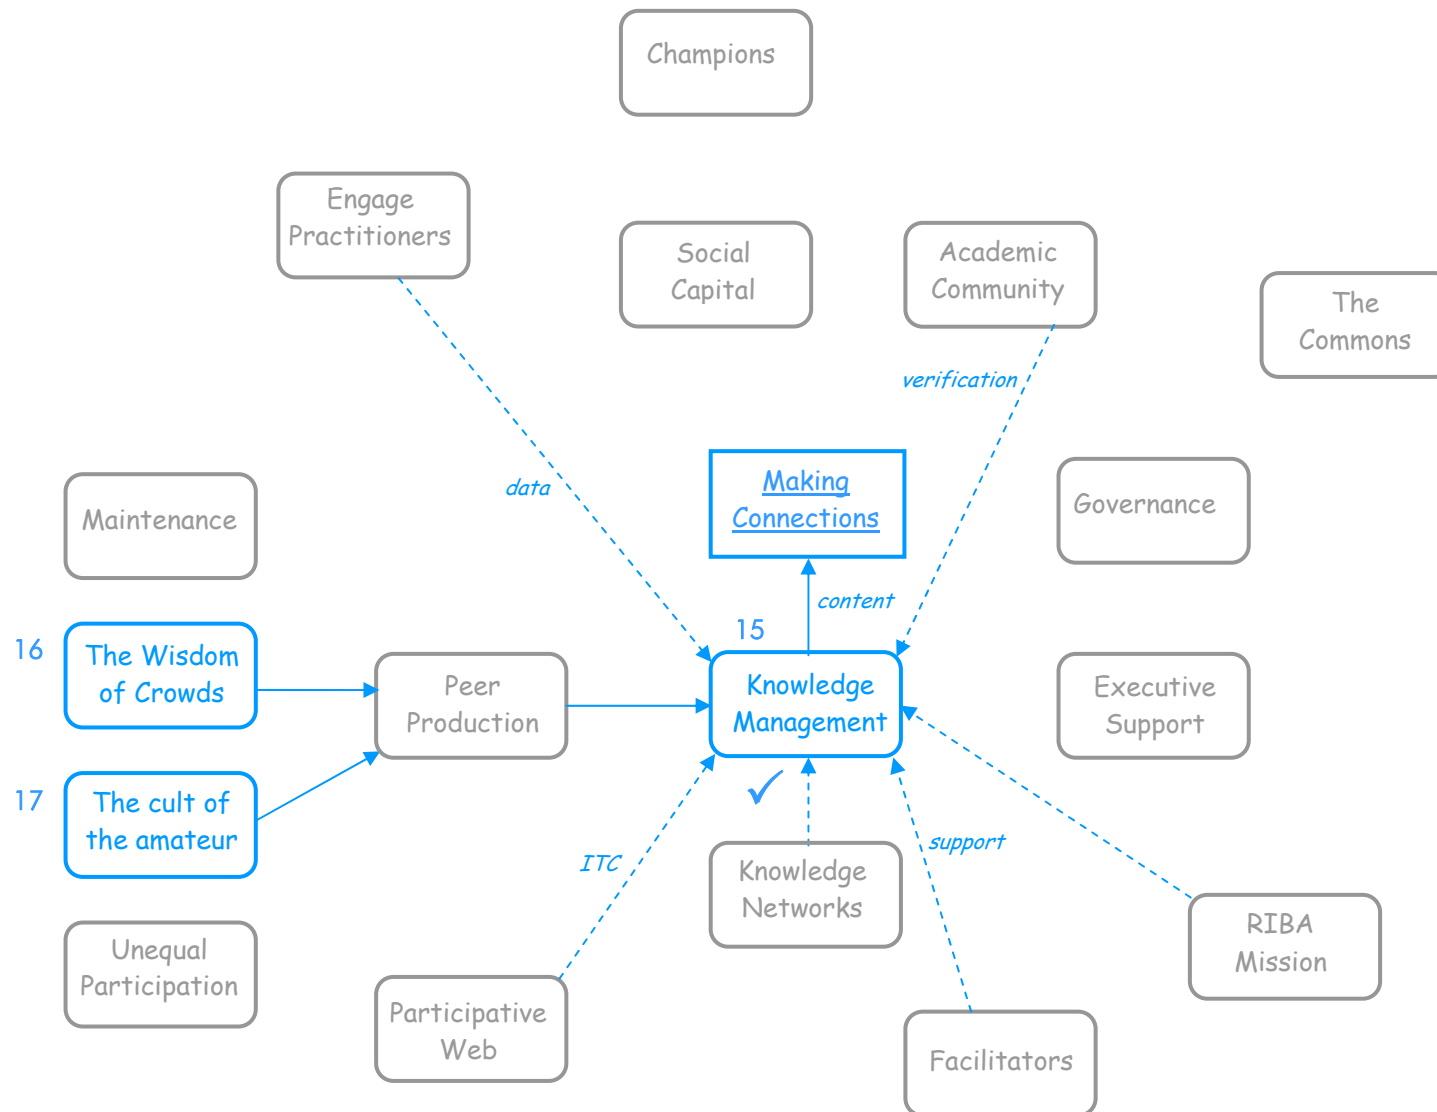 Champions
Engage
Practitioners
Social
Capital
Academic
Community
The
Commons
verification
data
Making
Connections
Maintenance
Governance
content
15
16
The Wisdom
of Crowds
Peer
Production
Knowledge
Management
Executive
Support
17
The cult of
the amateur
ITC
support
Knowledge
Networks
RIBA
Mission
Unequal
Participation
Participative
Web
Facilitators